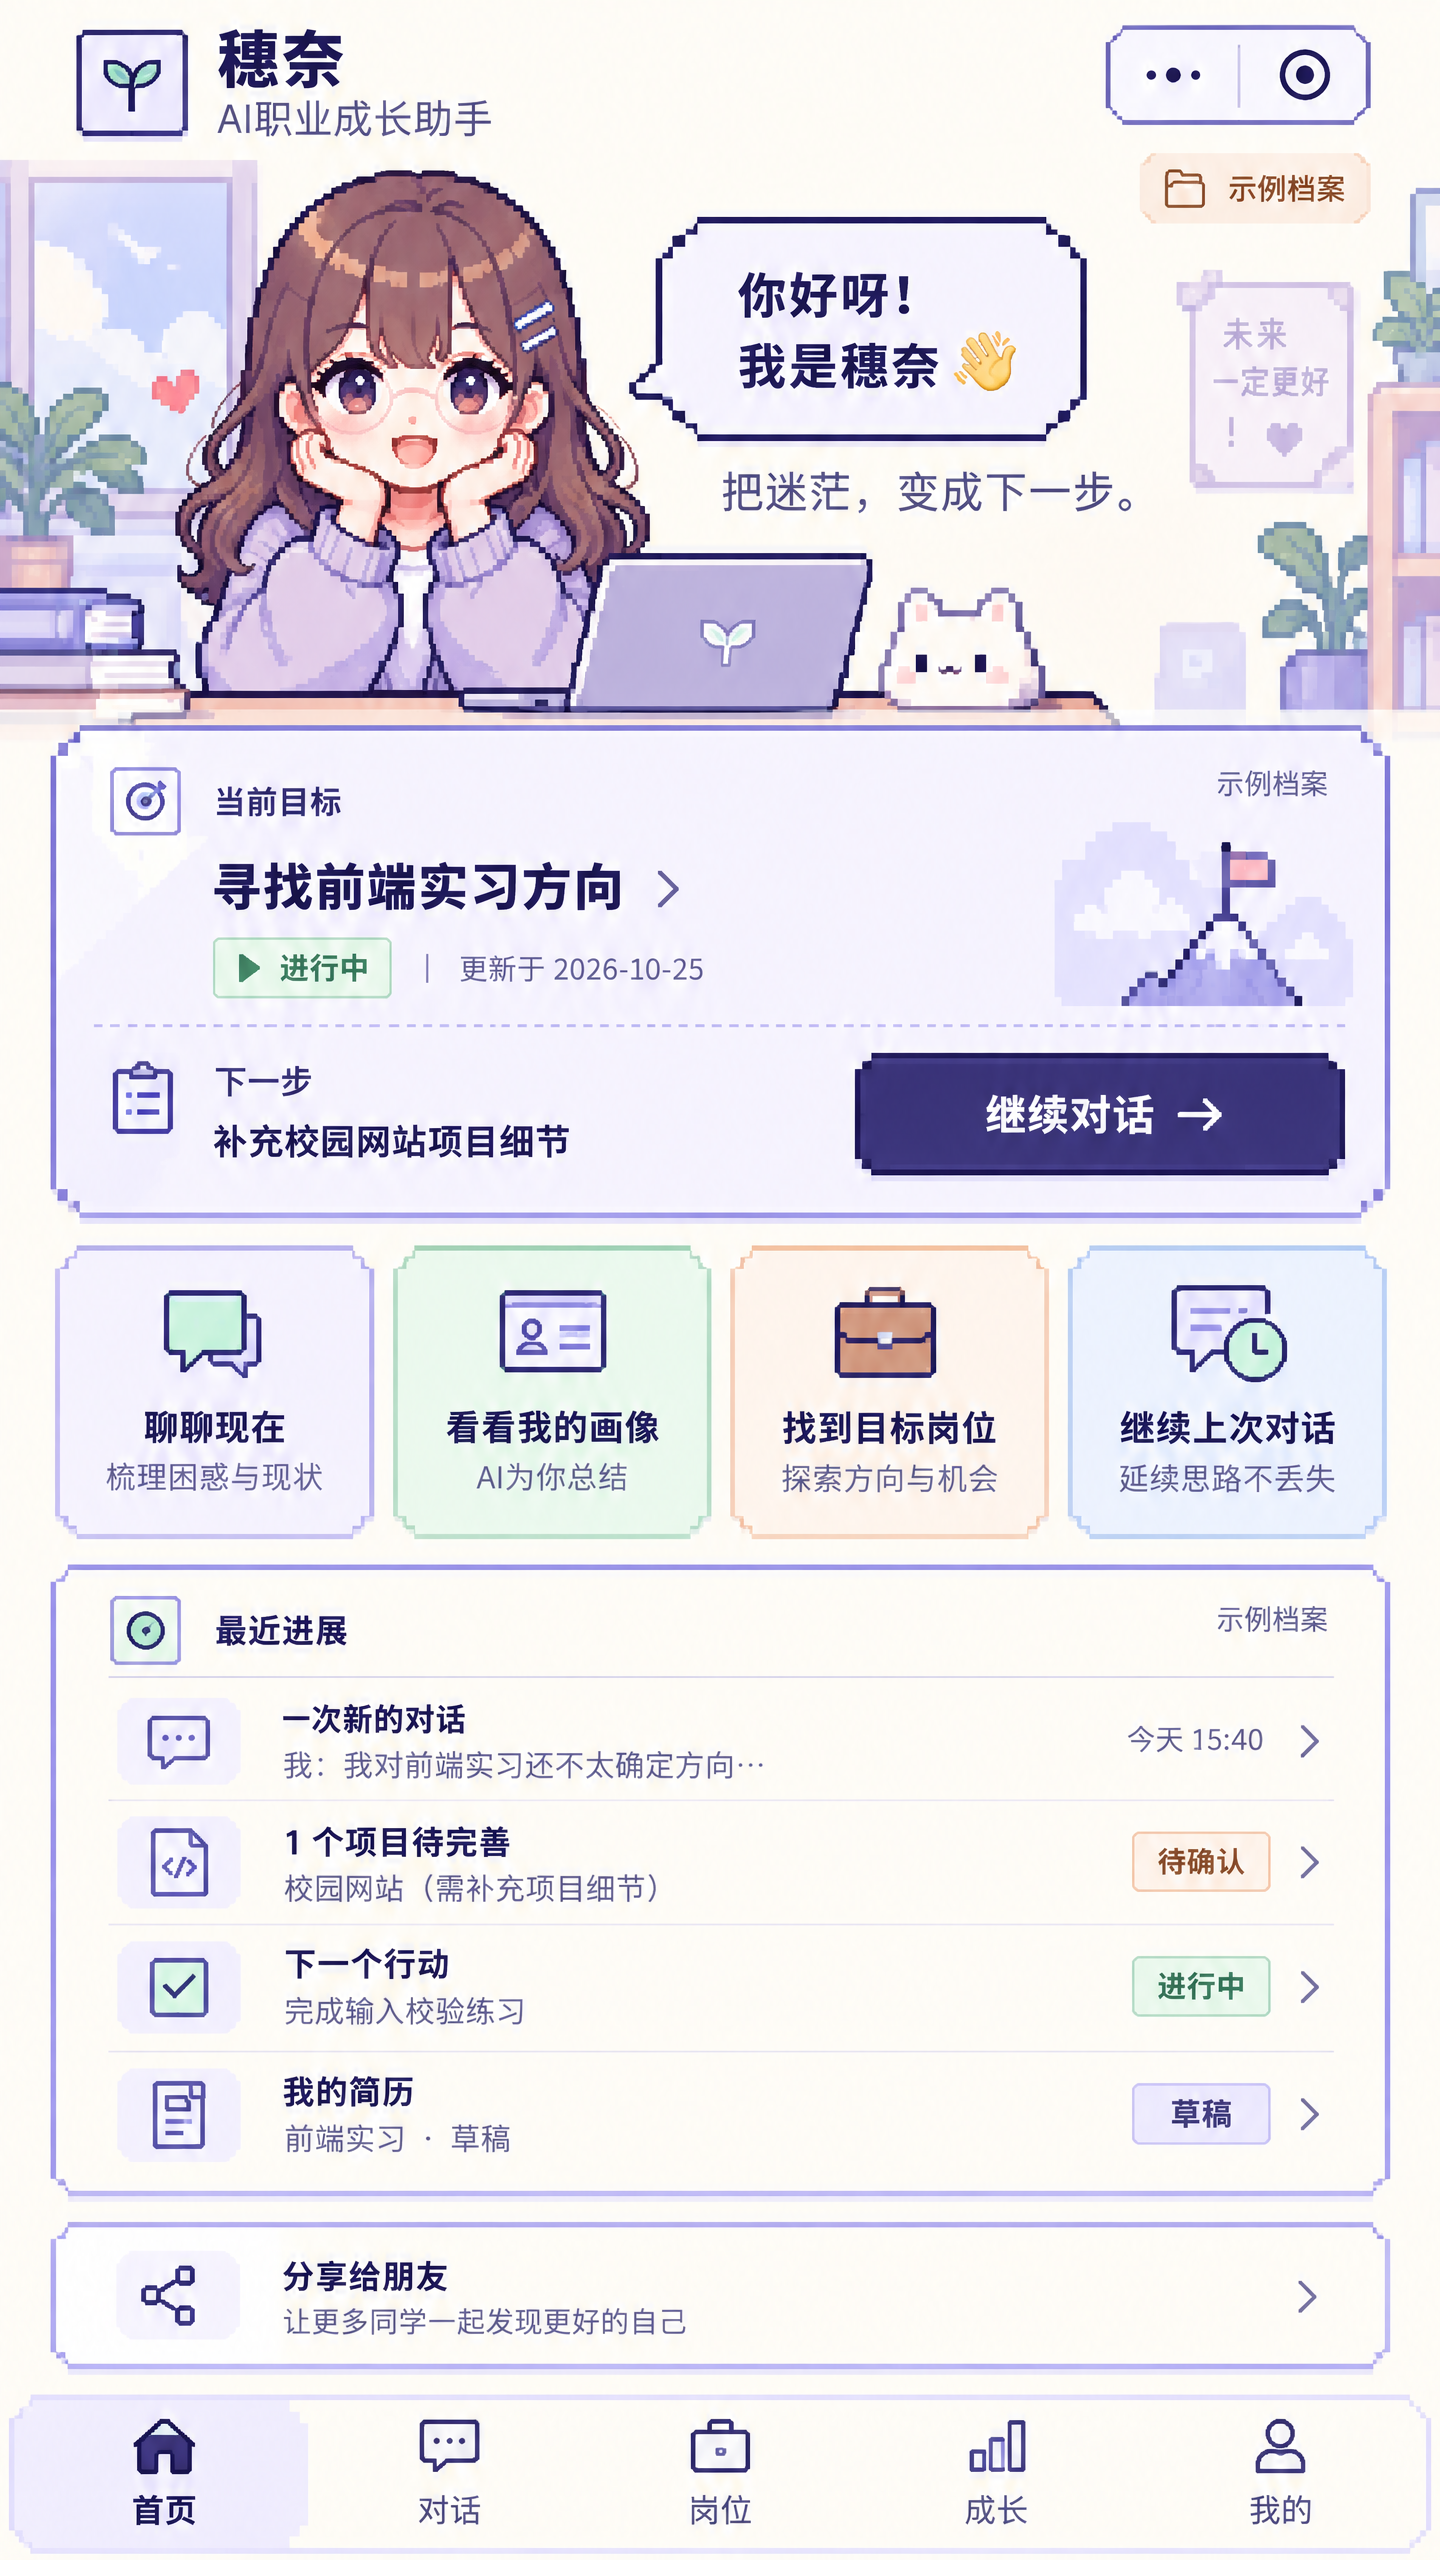 穗奈
AI职业成长助手
示例档案
你好呀！
我是穗奈👋
未来
一定更好
！
把迷茫，变成下一步。
当前目标
示例档案
寻找前端实习方向
进行中 | 更新于 2026-10-25
下一步
补充校园网站项目细节
继续对话 →
聊聊现在
梳理困惑与现状
看看我的画像
AI为你总结
找到目标岗位
探索方向与机会
继续上次对话
延续思路不丢失
最近进展
示例档案
一次新的对话
我：我对前端实习还不太确定方向…
今天 15:40
1 个项目待完善
校园网站（需补充项目细节）
待确认
下一个行动
完成输入校验练习
进行中
我的简历
前端实习 · 草稿
草稿
分享给朋友
让更多同学一起发现更好的自己
首页
对话
岗位
成长
我的